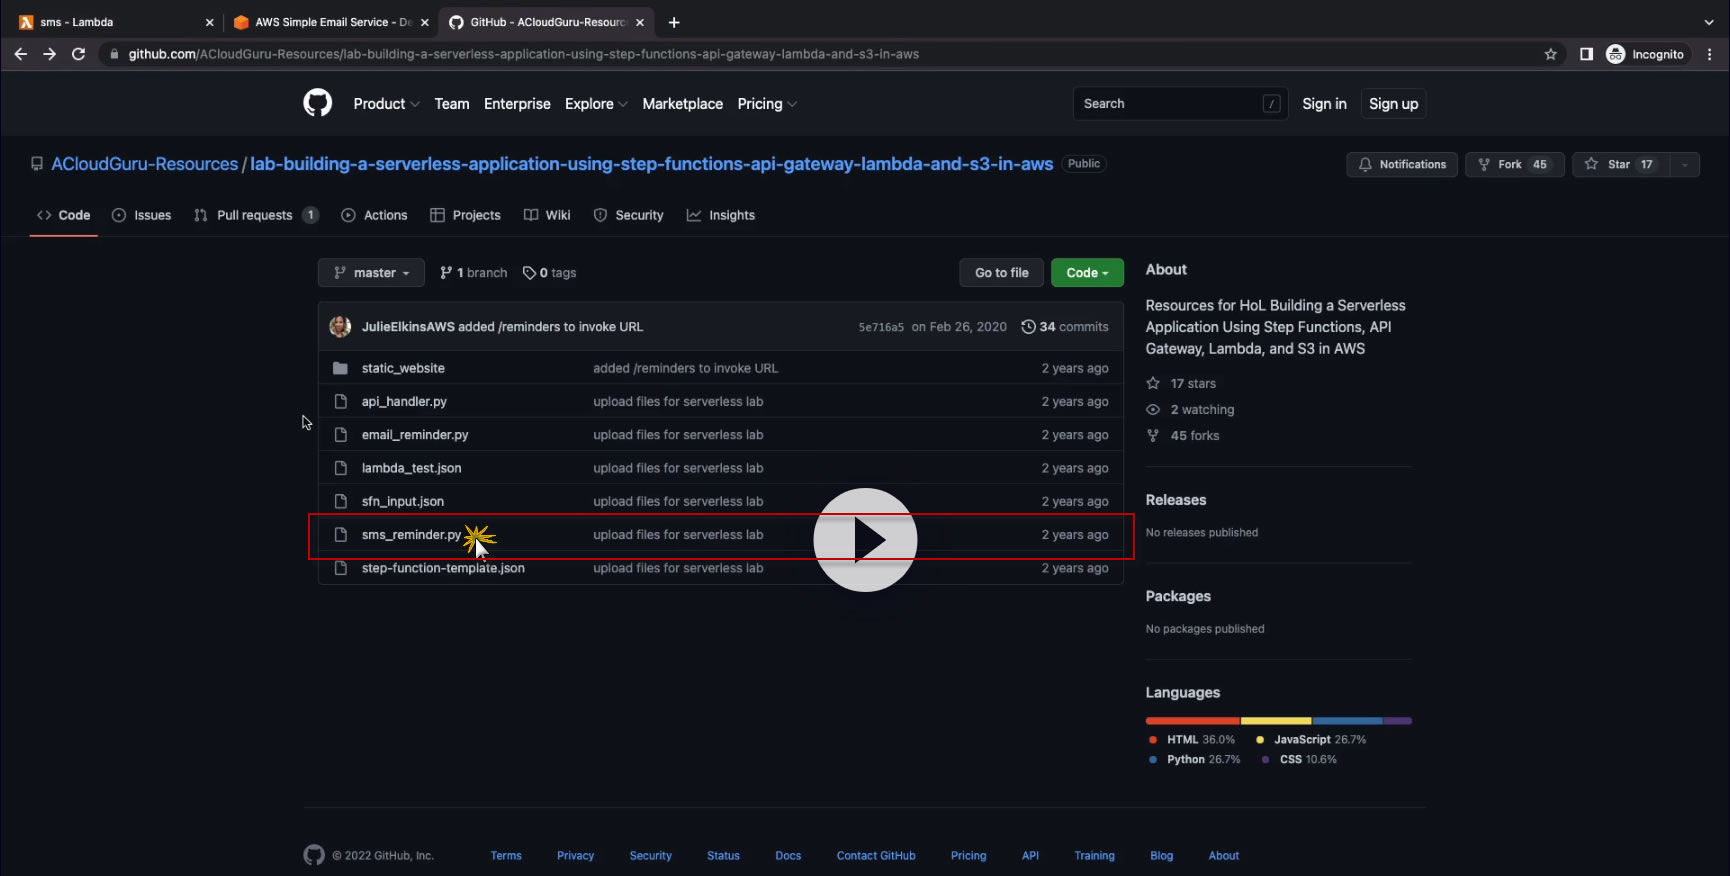 sms - Lambda
AWS Simple Email Service - De
GitHub - ACloudGuru-Resourc
github.com/ACloudGuru-Resources/lab-building-a-serverless-application-using-step-functions-api-gateway-lambda-and-s3-in-aws
Incognito
Product Team Enterprise Explore Marketplace Pricing
Search /
Sign in
Sign up
ACloudGuru-Resources / lab-building-a-serverless-application-using-step-functions-api-gateway-lambda-and-s3-in-aws Public
Notifications
Fork 45
Star 17
Code Issues Pull requests 1 Actions Projects Wiki Security Insights
master 1 branch 0 tags
Go to file
Code
JulieElkinsAWS added /reminders to invoke URL 5e716a5 on Feb 26, 2020 34 commits
static_website added /reminders to invoke URL 2 years ago
api_handler.py upload files for serverless lab 2 years ago
email_reminder.py upload files for serverless lab 2 years ago
lambda_test.json upload files for serverless lab 2 years ago
sfn_input.json upload files for serverless lab 2 years ago
sms_reminder.py upload files for serverless lab 2 years ago
step-function-template.json upload files for serverless lab 2 years ago
About
Resources for HoL Building a Serverless
Application Using Step Functions, API
Gateway, Lambda, and S3 in AWS
17 stars
2 watching
45 forks
Releases
No releases published
Packages
No packages published
Languages
HTML 36.0% JavaScript 26.7%
Python 26.7% CSS 10.6%
© 2022 GitHub, Inc. Terms Privacy Security Status Docs Contact GitHub Pricing API Training Blog About